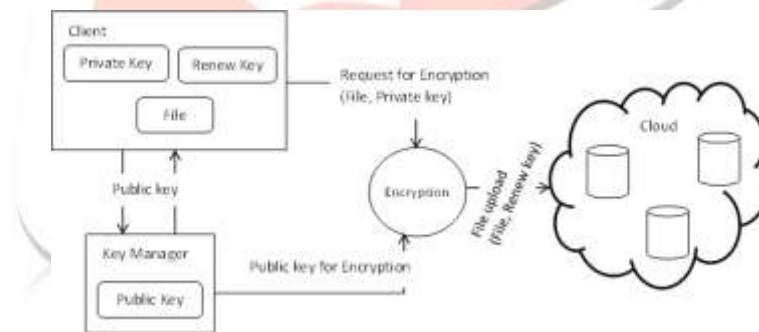 Client
Private Key
Renew Key
File
Request for Encryption
(File, Private key)
Cloud
Public key
Encryption
File upload
(File, Renew key)
Key Manager
Public Key
Public key for Encryption